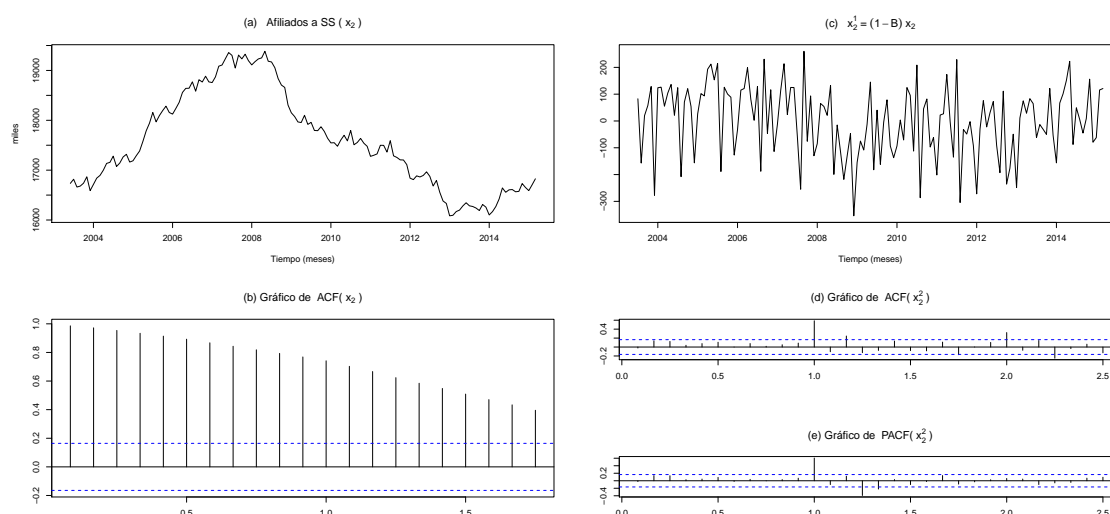 (a) Afiliados a SS ( x₂ )
miles
16000 17000 18000 19000
2004 2006 2008 2010 2012 2014
Tiempo (meses)
(b) Gráfico de ACF( x₂ )
−0.2 0.0 0.2 0.4 0.6 0.8 1.0
0.5 1.0 1.5
(c) x₂¹ = (1−B) x₂
−300 −100 0 100 200
2004 2006 2008 2010 2012 2014
Tiempo (meses)
(d) Gráfico de ACF( x₂² )
−0.2 0.4
0.0 0.5 1.0 1.5 2.0 2.5
(e) Gráfico de PACF( x₂² )
−0.4 0.2
0.0 0.5 1.0 1.5 2.0 2.5